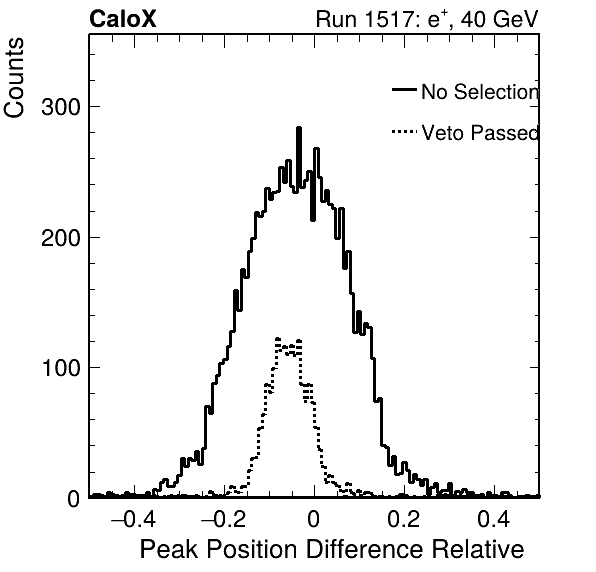 CaloX Run 1517: e⁺, 40 GeV
Counts
No Selection
Veto Passed
300
200
100
0
−0.4 −0.2 0 0.2 0.4
Peak Position Difference Relative